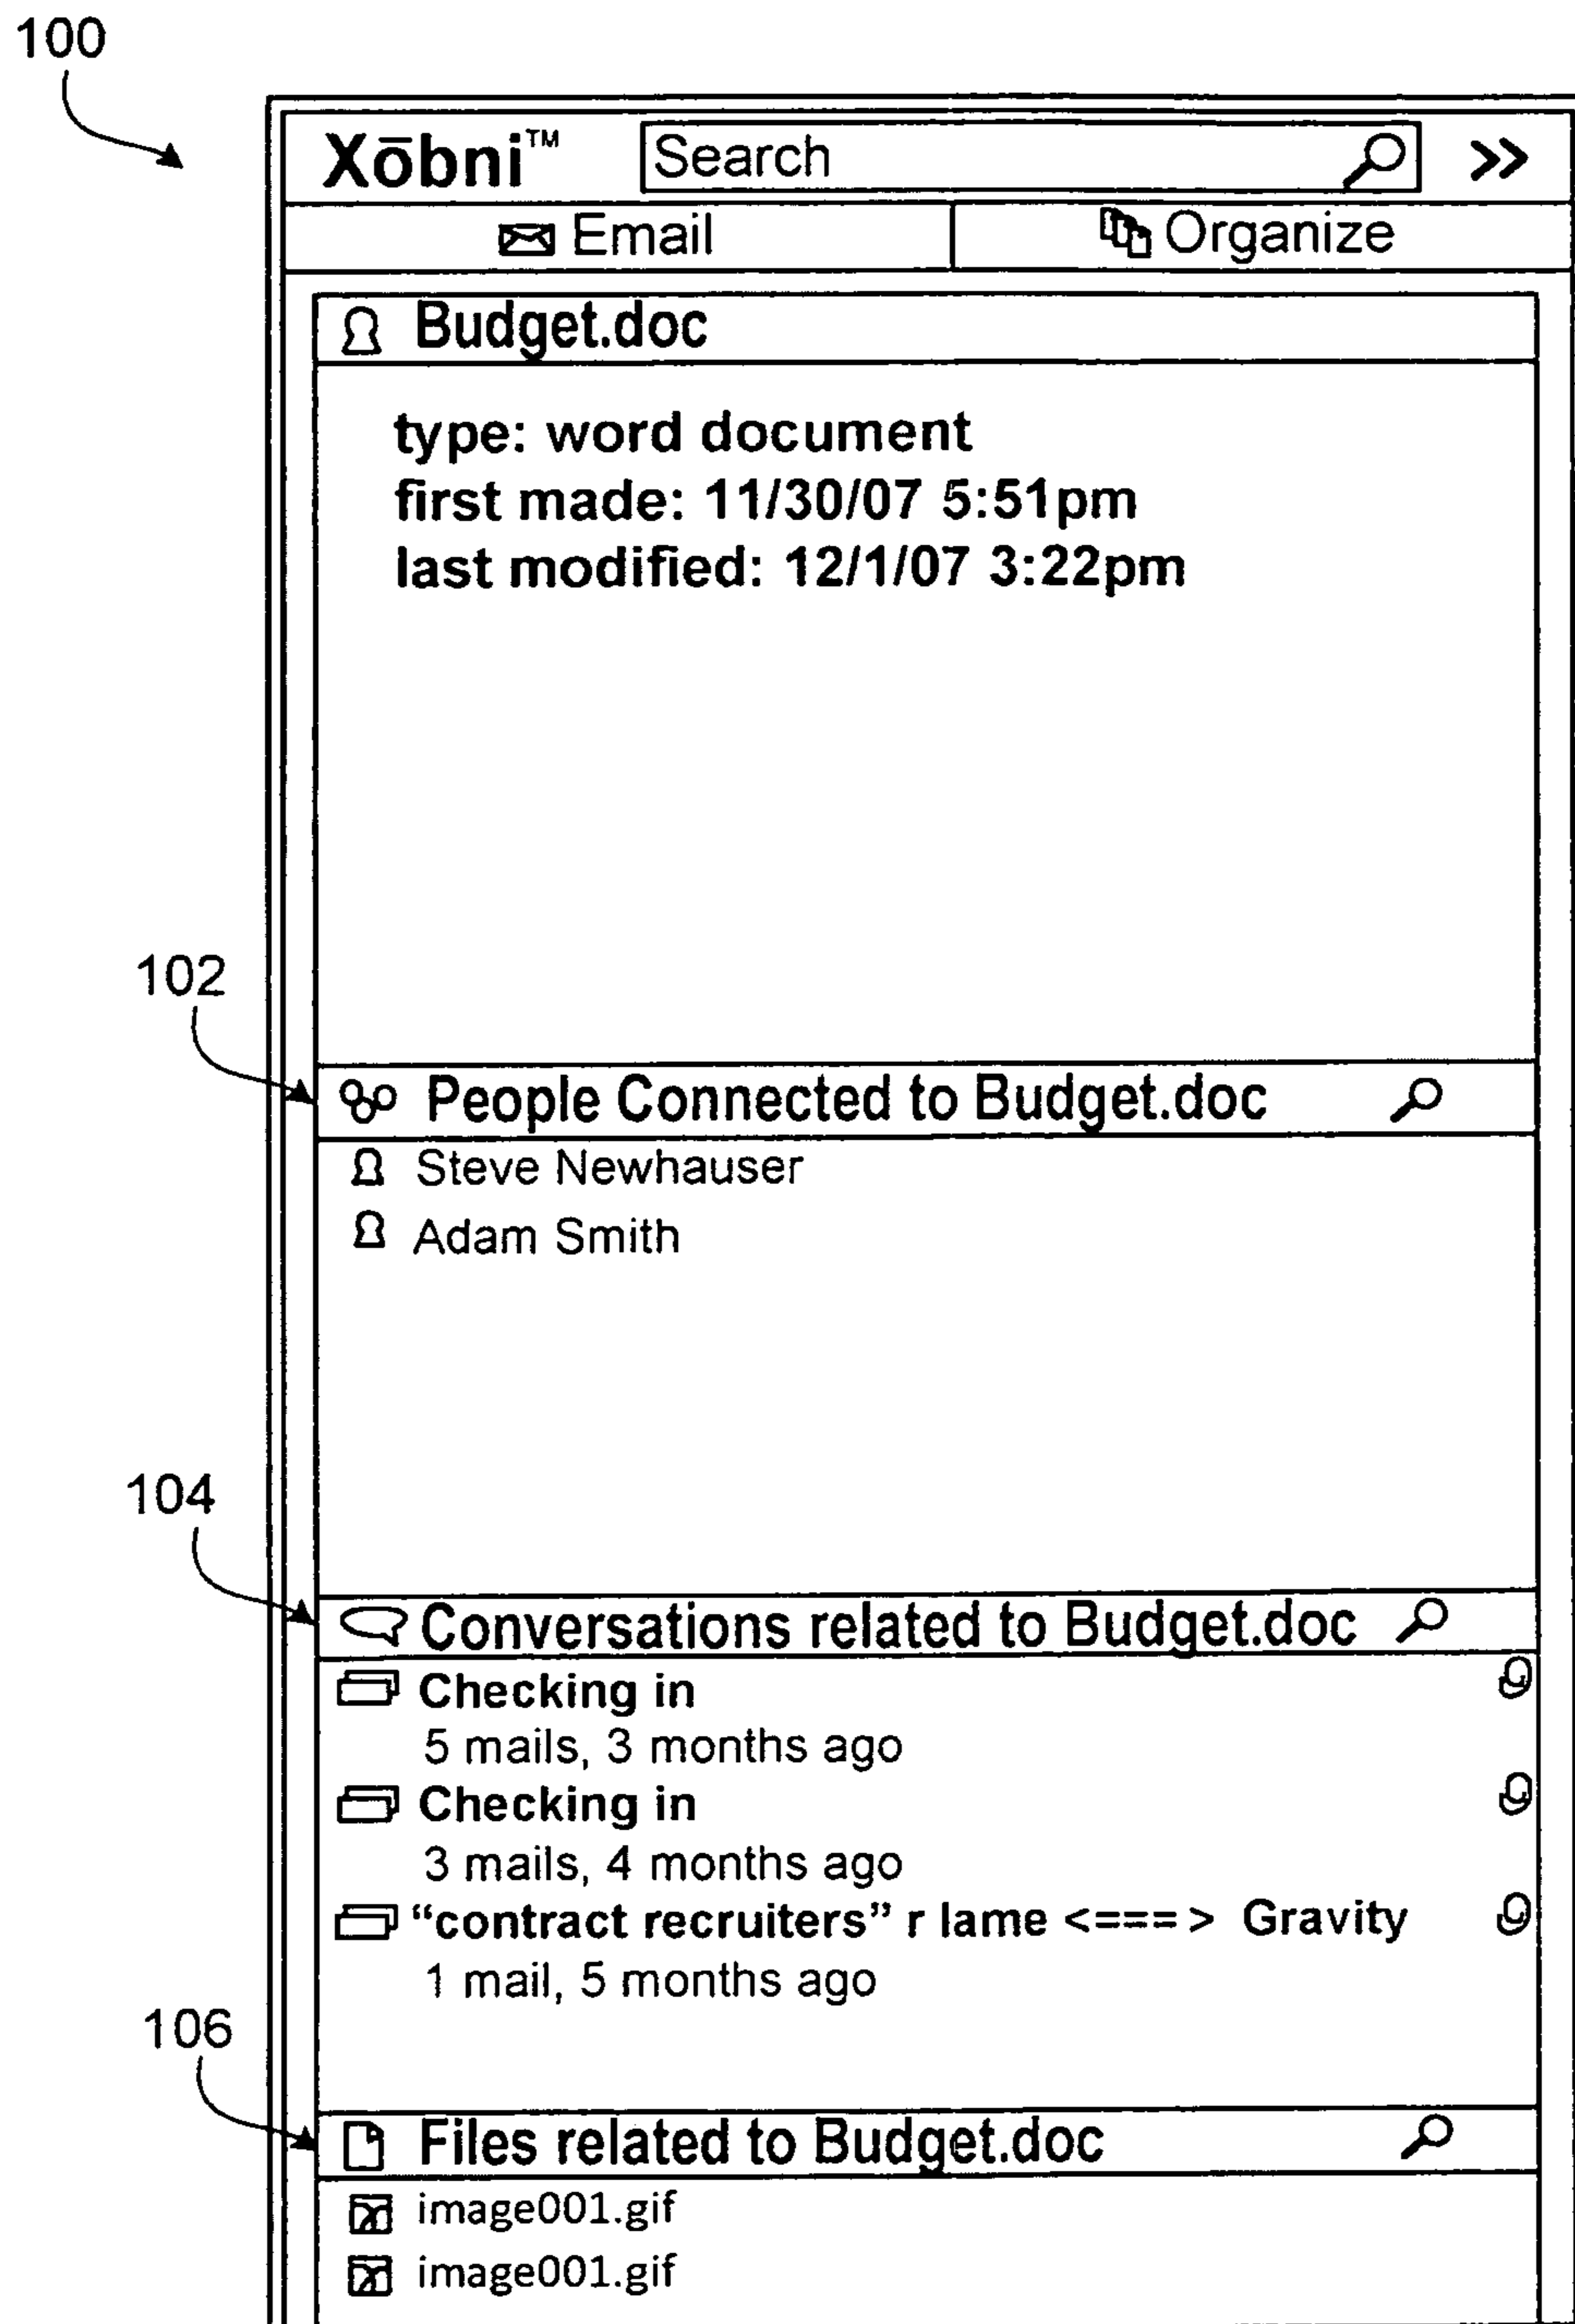 100
Xōbni™ Search >>
Email Organize
Budget.doc
type: word document
first made: 11/30/07 5:51pm
last modified: 12/1/07 3:22pm
102
People Connected to Budget.doc
Steve Newhauser
Adam Smith
104
Conversations related to Budget.doc
Checking in
5 mails, 3 months ago
Checking in
3 mails, 4 months ago
“contract recruiters” r lame <===> Gravity
1 mail, 5 months ago
106
Files related to Budget.doc
image001.gif
image001.gif